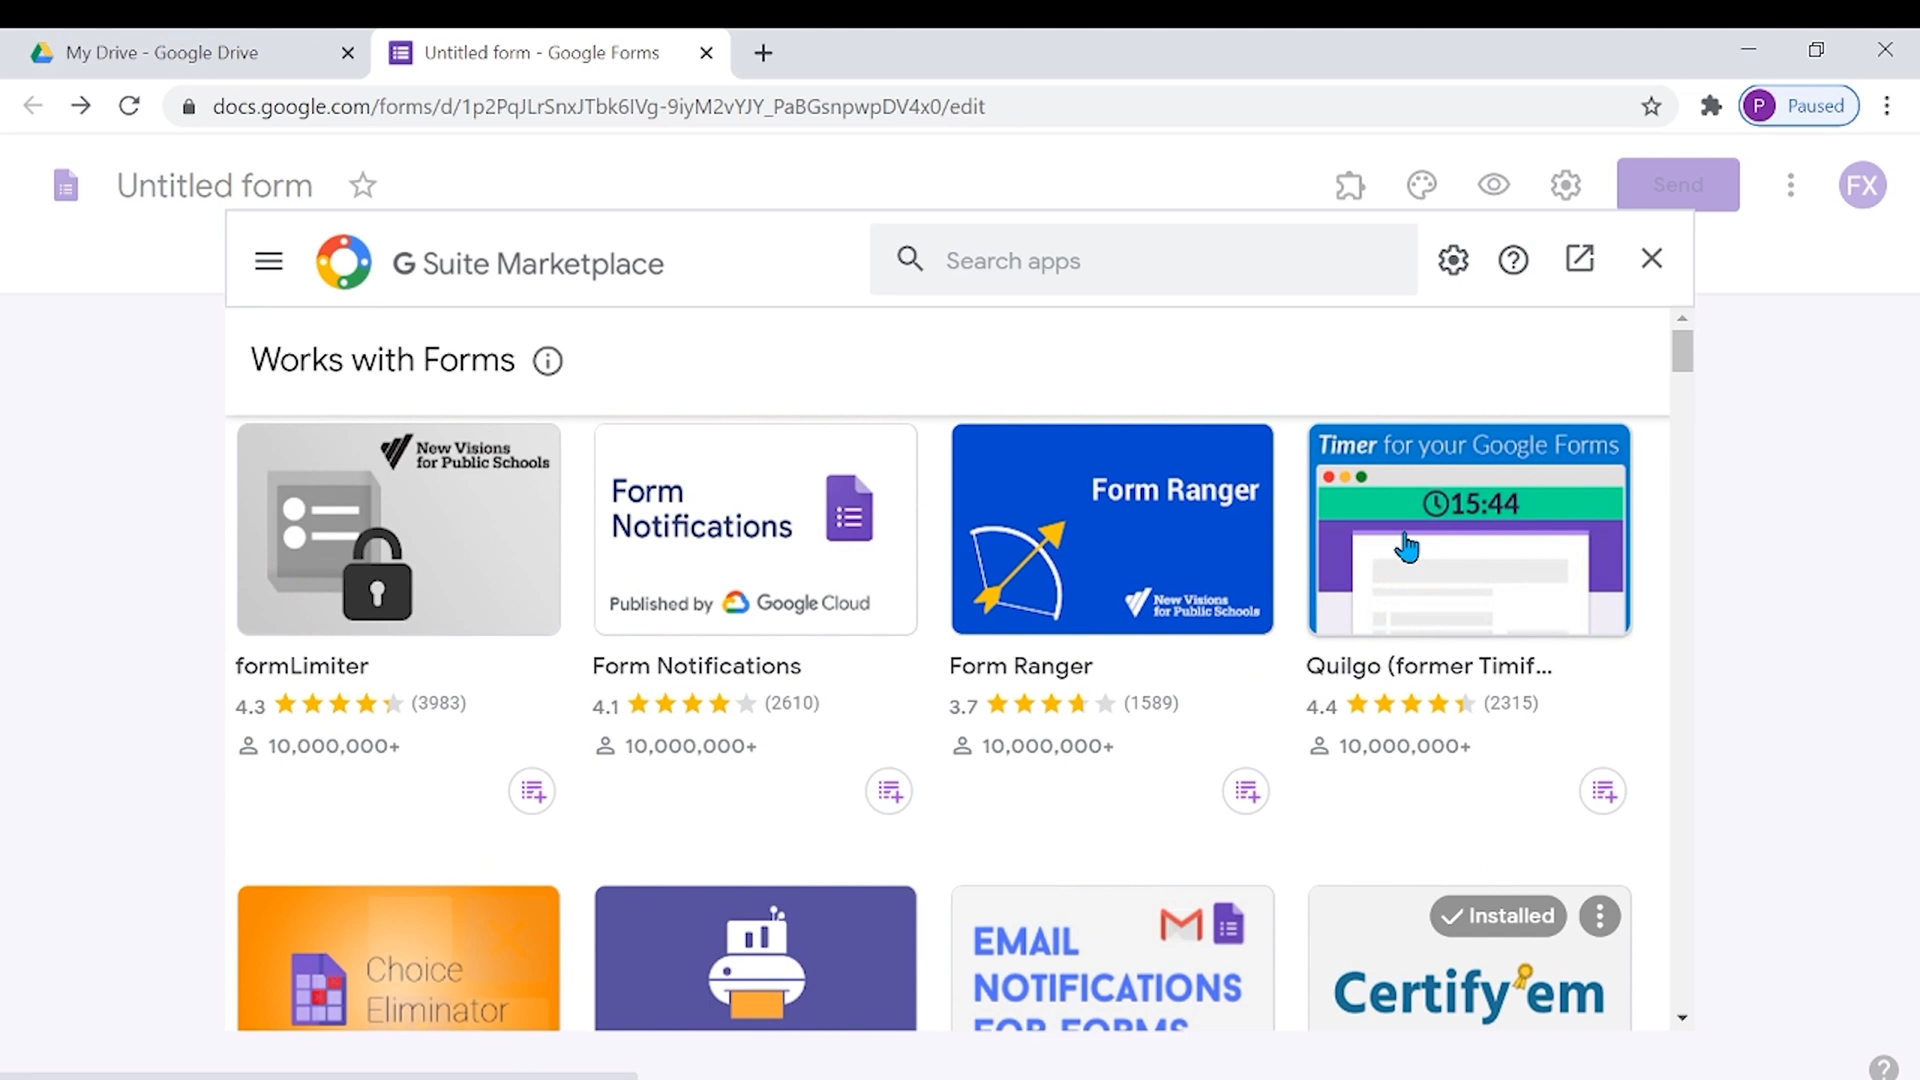 My Drive - Google Drive
Untitled form - Google Forms
docs.google.com/forms/d/1p2PqJLrSnxJTbk6IVg-9iyM2vYJY_PaBGsnpwpDV4x0/edit
P Paused
Untitled form
Send
FX
G Suite Marketplace
Search apps
Works with Forms
New Visions
for Public Schools
Form
Notifications
Published by Google Cloud
Form Ranger
New Visions
for Public Schools
Timer for your Google Forms
15:44
formLimiter
4.3 (3983)
10,000,000+
Form Notifications
4.1 (2610)
10,000,000+
Form Ranger
3.7 (1589)
10,000,000+
Quilgo (former Timif...
4.4 (2315)
10,000,000+
Choice
Eliminator
EMAIL
NOTIFICATIONS
FOR FORMS
Installed
Certify'em